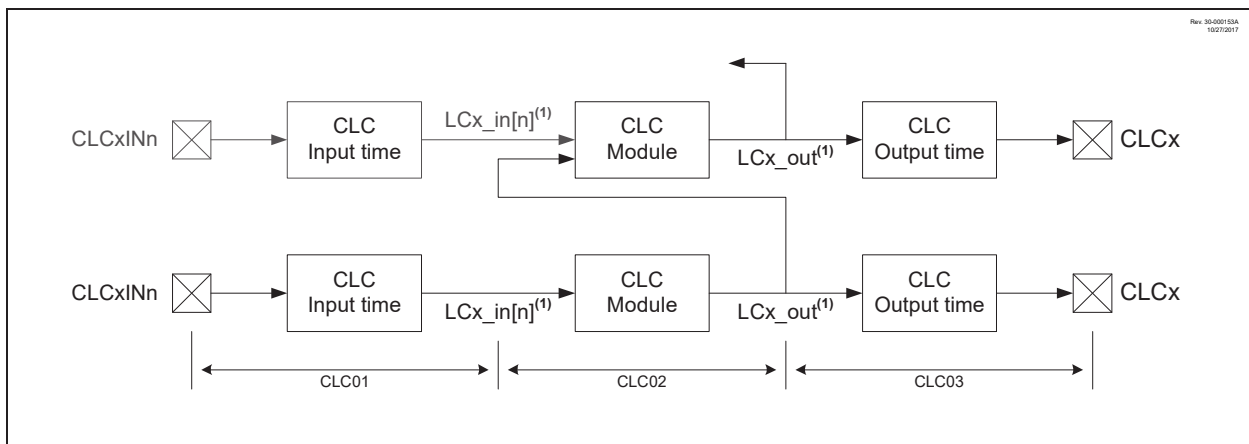 Rev. 30-000153A
10/27/2017
CLCxINn
CLC
Input time
LCx_in[n](1)
CLC
Module
LCx_out(1)
CLC
Output time
CLCx
CLCxINn
CLC
Input time
LCx_in[n](1)
CLC
Module
LCx_out(1)
CLC
Output time
CLCx
CLC01
CLC02
CLC03